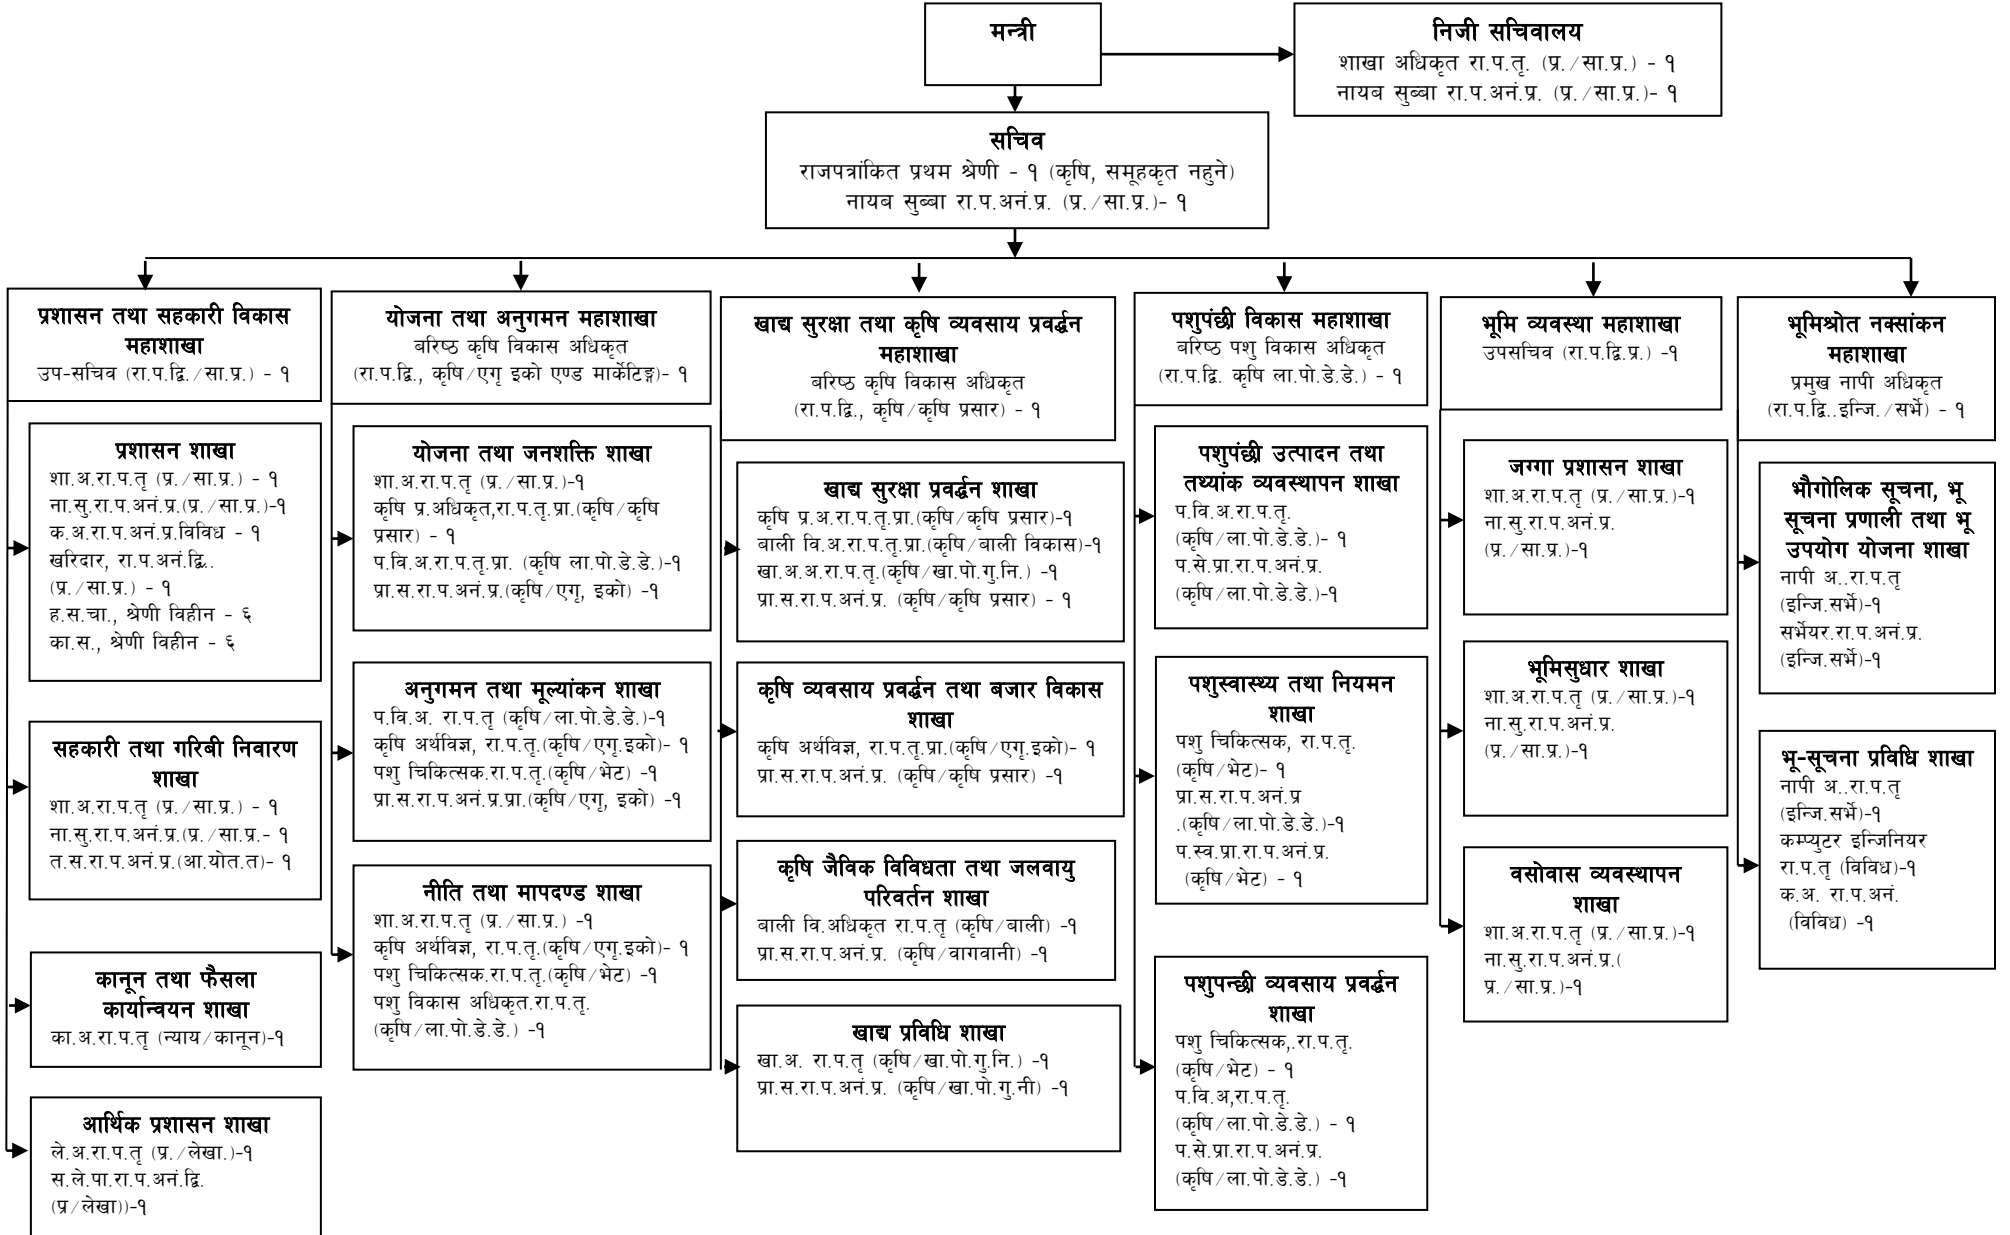 मन्त्री
निजी सचिवालय
शाखा अधिकृत रा.प.तृ. (प्र./सा.प्र.) - १
नायब सुब्बा रा.प.अनं.प्र. (प्र./सा.प्र.)- १
सचिव
राजपत्रांकित प्रथम श्रेणी - १ (कृषि, समूहकृत नहुने)
नायब सुब्बा रा.प.अनं.प्र. (प्र./सा.प्र.)- १
प्रशासन तथा सहकारी विकास
महाशाखा
उप-सचिव (रा.प.द्वि./सा.प्र.) - १
प्रशासन शाखा
शा.अ.रा.प.तृ (प्र./सा.प्र.) - १
ना.सु.रा.प.अनं.प्र.(प्र./सा.प्र.)-१
क.अ.रा.प.अनं.प्र.विविध - १
खरिदार, रा.प.अनं.द्वि..
(प्र./सा.प्र.) - १
ह.स.चा., श्रेणी विहीन - ६
का.स., श्रेणी विहीन - ६
सहकारी तथा गरिबी निवारण
शाखा
शा.अ.रा.प.तृ (प्र./सा.प्र.) - १
ना.सु.रा.प.अनं.प्र.(प्र./सा.प्र.- १
त.स.रा.प.अनं.प्र.(आ.योत.त)- १
कानून तथा फैसला
कार्यान्वयन शाखा
का.अ.रा.प.तृ (न्याय/कानून)-१
आर्थिक प्रशासन शाखा
ले.अ.रा.प.तृ (प्र./लेखा.)-१
स.ले.पा.रा.प.अनं.द्वि.
(प्र/लेखा))-१
योजना तथा अनुगमन महाशाखा
बरिष्ठ कृषि विकास अधिकृत
(रा.प.द्वि., कृषि/एगृ इको एण्ड मार्केटिङ्ग)- १
योजना तथा जनशक्ति शाखा
शा.अ.रा.प.तृ (प्र./सा.प्र.)-१
कृषि प्र.अधिकृत,रा.प.तृ.प्रा.(कृषि/कृषि
प्रसार) - १
प.वि.अ.रा.प.तृ.प्रा. (कृषि ला.पो.डे.डे.)-१
प्रा.स.रा.प.अनं.प्र.(कृषि/एगृ, इको) -१
अनुगमन तथा मूल्यांकन शाखा
प.वि.अ. रा.प.तृ (कृषि/ला.पो.डे.डे.)-१
कृषि अर्थविज्ञ, रा.प.तृ.(कृषि/एगृ.इको)- १
पशु चिकित्सक.रा.प.तृ.(कृषि/भेट) -१
प्रा.स.रा.प.अनं.प्र.प्रा.(कृषि/एगृ, इको) -१
नीति तथा मापदण्ड शाखा
शा.अ.रा.प.तृ (प्र./सा.प्र.) -१
कृषि अर्थविज्ञ, रा.प.तृ.(कृषि/एगृ.इको)- १
पशु चिकित्सक.रा.प.तृ.(कृषि/भेट) -१
पशु विकास अधिकृत.रा.प.तृ.
(कृषि/ला.पो.डे.डे.) -१
खाद्य सुरक्षा तथा कृषि व्यवसाय प्रवर्द्धन
महाशाखा
बरिष्ठ कृषि विकास अधिकृत
(रा.प.द्वि., कृषि/कृषि प्रसार) - १
खाद्य सुरक्षा प्रवर्द्धन शाखा
कृषि प्र.अ.रा.प.तृ.प्रा.(कृषि/कृषि प्रसार)-१
बाली वि.अ.रा.प.तृ.प्रा.(कृषि/बाली विकास)-१
खा.अ.अ.रा.प.तृ.(कृषि/खा.पो.गु.नि.) -१
प्रा.स.रा.प.अनं.प्र. (कृषि/कृषि प्रसार) - १
कृषि व्यवसाय प्रवर्द्धन तथा बजार विकास
शाखा
कृषि अर्थविज्ञ, रा.प.तृ.प्रा.(कृषि/एगृ.इको)- १
प्रा.स.रा.प.अनं.प्र. (कृषि/कृषि प्रसार) -१
कृषि जैविक विविधता तथा जलवायु
परिवर्तन शाखा
बाली वि.अधिकृत रा.प.तृ (कृषि/बाली) -१
प्रा.स.रा.प.अनं.प्र. (कृषि/वागवानी) -१
खाद्य प्रविधि शाखा
खा.अ. रा.प.तृ (कृषि/खा.पो.गु.नि.) -१
प्रा.स.रा.प.अनं.प्र. (कृषि/खा.पो.गु.नी) -१
पशुपंछी विकास महाशाखा
बरिष्ठ पशु विकास अधिकृत
(रा.प.द्वि. कृषि ला.पो.डे.डे.) - १
पशुपंछी उत्पादन तथा
तथ्यांक व्यवस्थापन शाखा
प.वि.अ.रा.प.तृ.
(कृषि/ला.पो.डे.डे.)- १
प.से.प्रा.रा.प.अनं.प्र.
(कृषि/ला.पो.डे.डे.)-१
पशुस्वास्थ्य तथा नियमन
शाखा
पशु चिकित्सक, रा.प.तृ.
(कृषि/भेट)- १
प्रा.स.रा.प.अनं.प्र
.(कृषि/ला.पो.डे.डे.)-१
प.स्व.प्रा.रा.प.अनं.प्र.
(कृषि/भेट) - १
पशुपन्छी व्यवसाय प्रवर्द्धन
शाखा
पशु चिकित्सक,.रा.प.तृ.
(कृषि/भेट) - १
प.वि.अ,रा.प.तृ.
(कृषि/ला.पो.डे.डे.) - १
प.से.प्रा.रा.प.अनं.प्र.
(कृषि/ला.पो.डे.डे.) -१
भूमि व्यवस्था महाशाखा
उपसचिव (रा.प.द्वि.प्र.) -१
जग्गा प्रशासन शाखा
शा.अ.रा.प.तृ (प्र./सा.प्र.)-१
ना.सु.रा.प.अनं.प्र.
(प्र./सा.प्र.)-१
भूमिसुधार शाखा
शा.अ.रा.प.तृ (प्र./सा.प्र.)-१
ना.सु.रा.प.अनं.प्र.
(प्र./सा.प्र.)-१
वसोवास व्यवस्थापन
शाखा
शा.अ.रा.प.तृ (प्र./सा.प्र.)-१
ना.सु.रा.प.अनं.प्र.(
प्र./सा.प्र.)-१
भूमिश्रोत नक्सांकन
महाशाखा
प्रमुख नापी अधिकृत
(रा.प.द्वि..इन्जि./सर्भे) - १
भौगोलिक सूचना, भू
सूचना प्रणाली तथा भू
उपयोग योजना शाखा
नापी अ..रा.प.तृ
(इन्जि.सर्भे)-१
सर्भेयर.रा.प.अनं.प्र.
(इन्जि.सर्भे)-१
भू-सूचना प्रविधि शाखा
नापी अ..रा.प.तृ
(इन्जि.सर्भे)-१
कम्प्युटर इन्जिनियर
रा.प.तृ (विविध)-१
क.अ. रा.प.अनं.
(विविध) -१